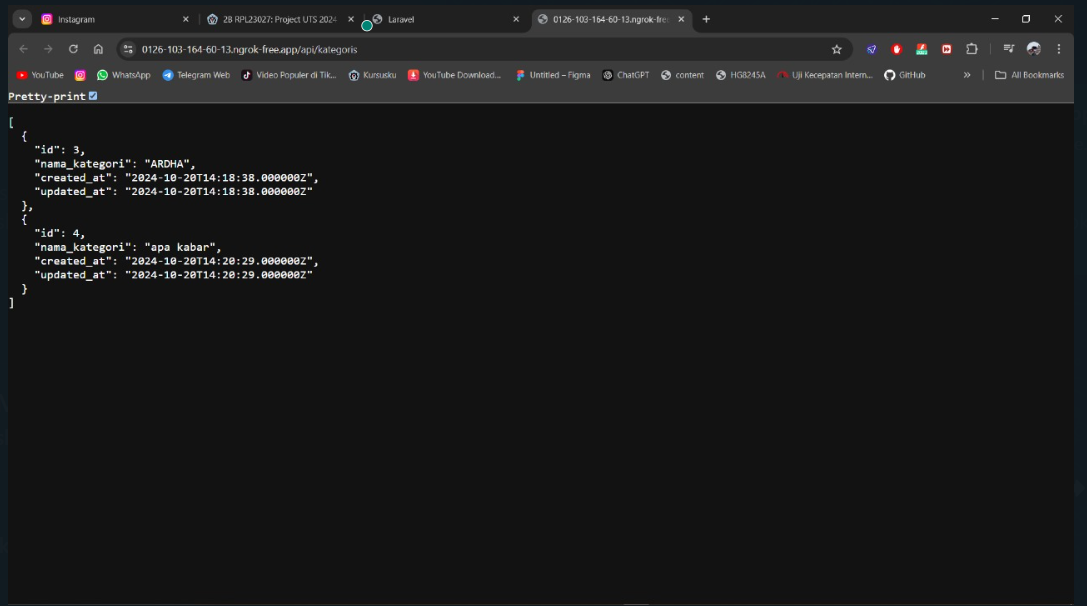 Instagram
2B RPL23027: Project UTS 2024
Laravel
0126-103-164-60-13.ngrok-fre
0126-103-164-60-13.ngrok-free.app/api/kategoris
YouTube
WhatsApp
Telegram Web
Video Populer di Tik...
Kursusku
YouTube Download...
Untitled – Figma
ChatGPT
content
HG8245A
Uji Kecepatan Intern...
GitHub
»
All Bookmarks
Pretty-print
[
{
"id": 3,
"nama_kategori": "ARDHA",
"created_at": "2024-10-20T14:18:38.000000Z",
"updated_at": "2024-10-20T14:18:38.000000Z"
},
{
"id": 4,
"nama_kategori": "apa kabar",
"created_at": "2024-10-20T14:20:29.000000Z",
"updated_at": "2024-10-20T14:20:29.000000Z"
}
]